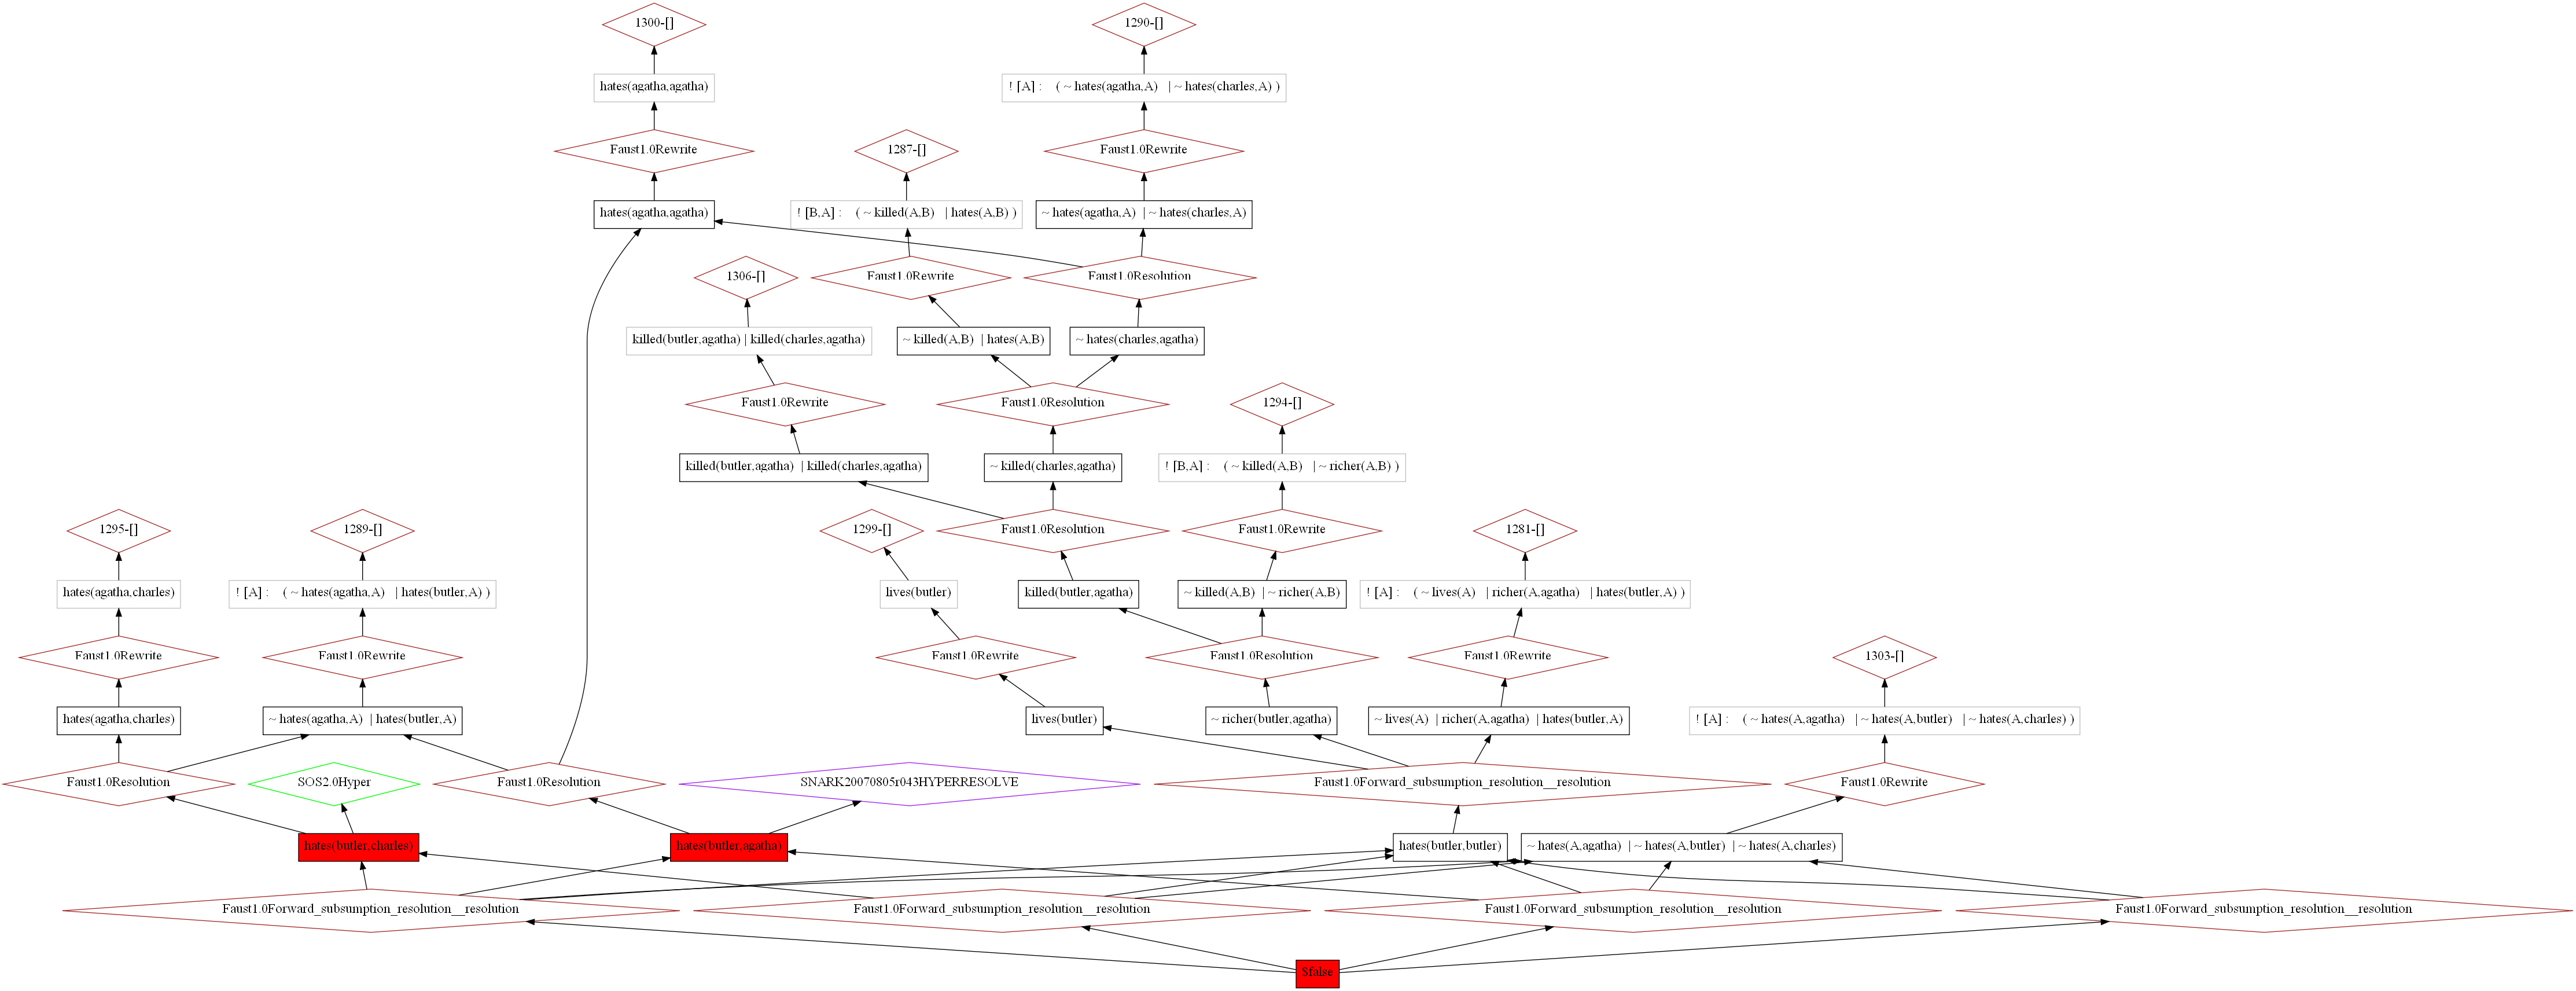 1300-[]
1290-[]
hates(agatha,agatha)
! [A] : ( ~ hates(agatha,A) | ~ hates(charles,A) )
Faust1.0Rewrite
1287-[]
Faust1.0Rewrite
hates(agatha,agatha)
! [B,A] : ( ~ killed(A,B) | hates(A,B) )
~ hates(agatha,A) | ~ hates(charles,A)
1306-[]
Faust1.0Rewrite
Faust1.0Resolution
killed(butler,agatha) | killed(charles,agatha)
~ killed(A,B) | hates(A,B)
~ hates(charles,agatha)
Faust1.0Rewrite
Faust1.0Resolution
1294-[]
killed(butler,agatha) | killed(charles,agatha)
~ killed(charles,agatha)
! [B,A] : ( ~ killed(A,B) | ~ richer(A,B) )
1295-[]
1289-[]
1299-[]
Faust1.0Resolution
Faust1.0Rewrite
1281-[]
hates(agatha,charles)
! [A] : ( ~ hates(agatha,A) | hates(butler,A) )
lives(butler)
killed(butler,agatha)
~ killed(A,B) | ~ richer(A,B)
! [A] : ( ~ lives(A) | richer(A,agatha) | hates(butler,A) )
Faust1.0Rewrite
Faust1.0Rewrite
Faust1.0Rewrite
Faust1.0Resolution
Faust1.0Rewrite
1303-[]
hates(agatha,charles)
~ hates(agatha,A) | hates(butler,A)
lives(butler)
~ richer(butler,agatha)
~ lives(A) | richer(A,agatha) | hates(butler,A)
! [A] : ( ~ hates(A,agatha) | ~ hates(A,butler) | ~ hates(A,charles) )
Faust1.0Resolution
SOS2.0Hyper
Faust1.0Resolution
SNARK20070805r043HYPERRESOLVE
Faust1.0Forward_subsumption_resolution__resolution
Faust1.0Rewrite
hates(butler,charles)
hates(butler,agatha)
hates(butler,butler)
~ hates(A,agatha) | ~ hates(A,butler) | ~ hates(A,charles)
Faust1.0Forward_subsumption_resolution__resolution
Faust1.0Forward_subsumption_resolution__resolution
Faust1.0Forward_subsumption_resolution__resolution
Faust1.0Forward_subsumption_resolution__resolution
$false